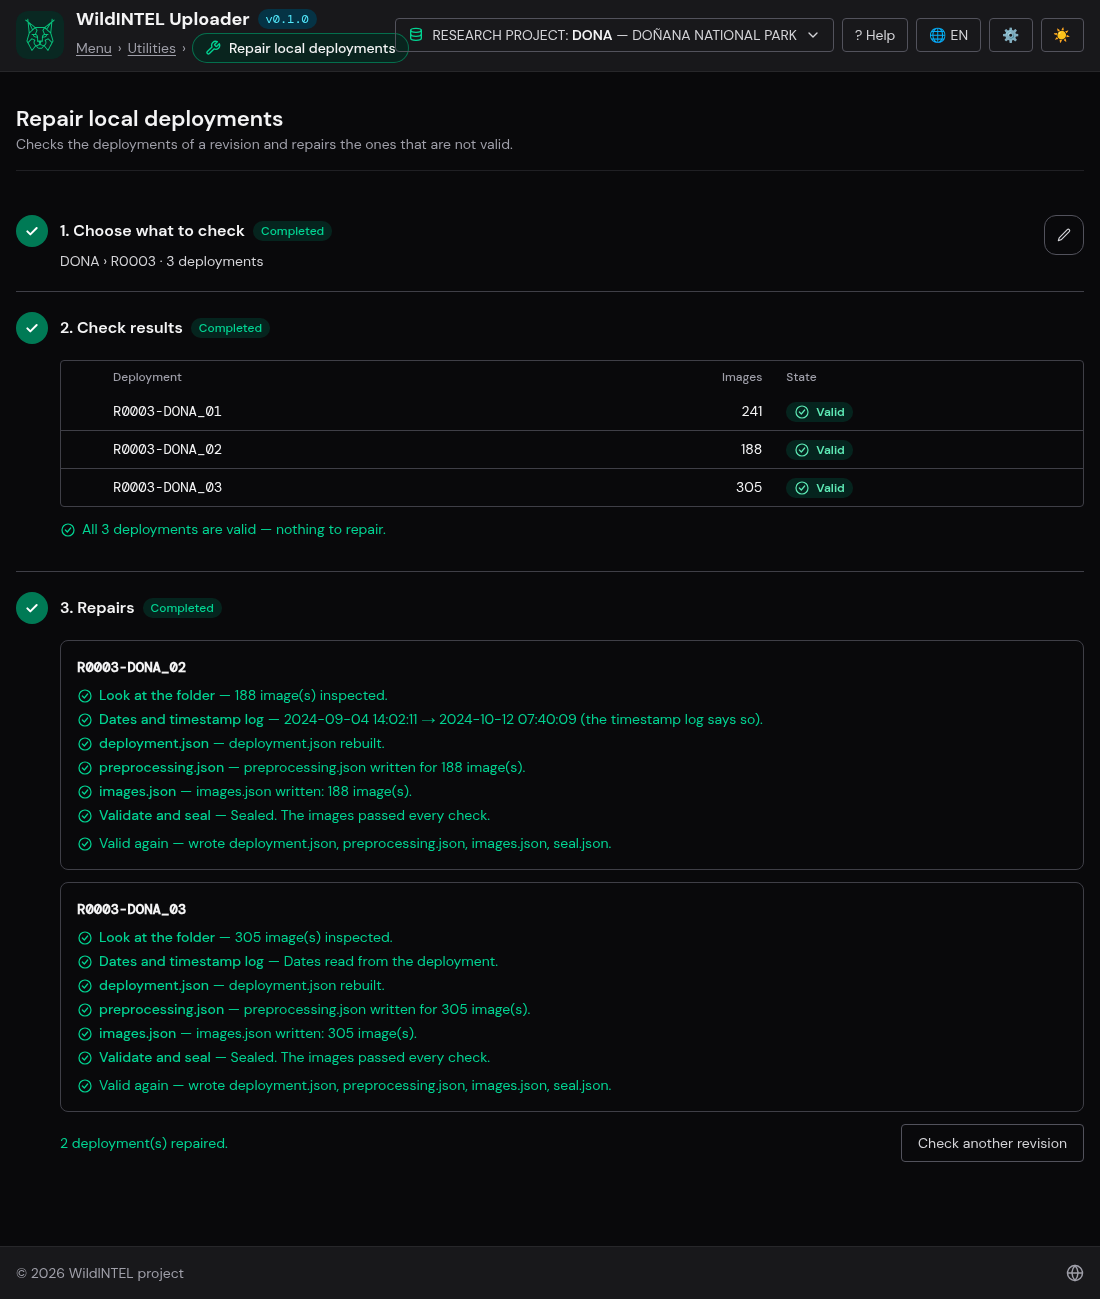 WildINTEL Uploader v0.1.0
Menu › Utilities › Repair local deployments
RESEARCH PROJECT: DONA — DOÑANA NATIONAL PARK
? Help
EN
Repair local deployments
Checks the deployments of a revision and repairs the ones that are not valid.
1. Choose what to check Completed
DONA › R0003 · 3 deployments
2. Check results Completed
Deployment Images State
R0003-DONA_01 241 Valid
R0003-DONA_02 188 Valid
R0003-DONA_03 305 Valid
All 3 deployments are valid — nothing to repair.
3. Repairs Completed
R0003-DONA_02
Look at the folder — 188 image(s) inspected.
Dates and timestamp log — 2024-09-04 14:02:11 → 2024-10-12 07:40:09 (the timestamp log says so).
deployment.json — deployment.json rebuilt.
preprocessing.json — preprocessing.json written for 188 image(s).
images.json — images.json written: 188 image(s).
Validate and seal — Sealed. The images passed every check.
Valid again — wrote deployment.json, preprocessing.json, images.json, seal.json.
R0003-DONA_03
Look at the folder — 305 image(s) inspected.
Dates and timestamp log — Dates read from the deployment.
deployment.json — deployment.json rebuilt.
preprocessing.json — preprocessing.json written for 305 image(s).
images.json — images.json written: 305 image(s).
Validate and seal — Sealed. The images passed every check.
Valid again — wrote deployment.json, preprocessing.json, images.json, seal.json.
2 deployment(s) repaired.
Check another revision
© 2026 WildINTEL project